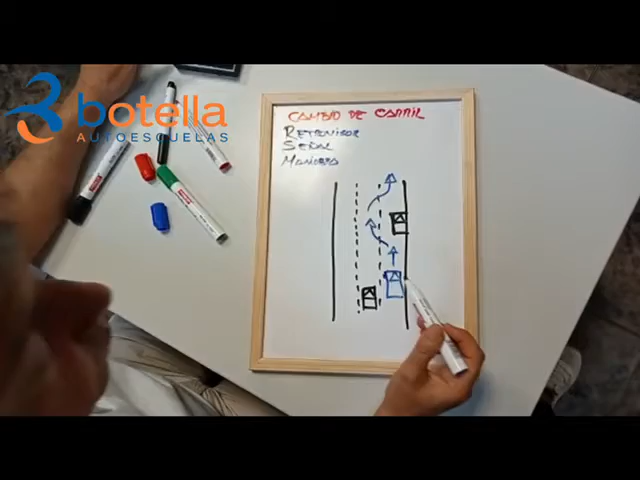 botella
AUTOESCUELAS
CAMBIO DE CARRIL
RETROVISOR
SEÑAL
MANIOBRA